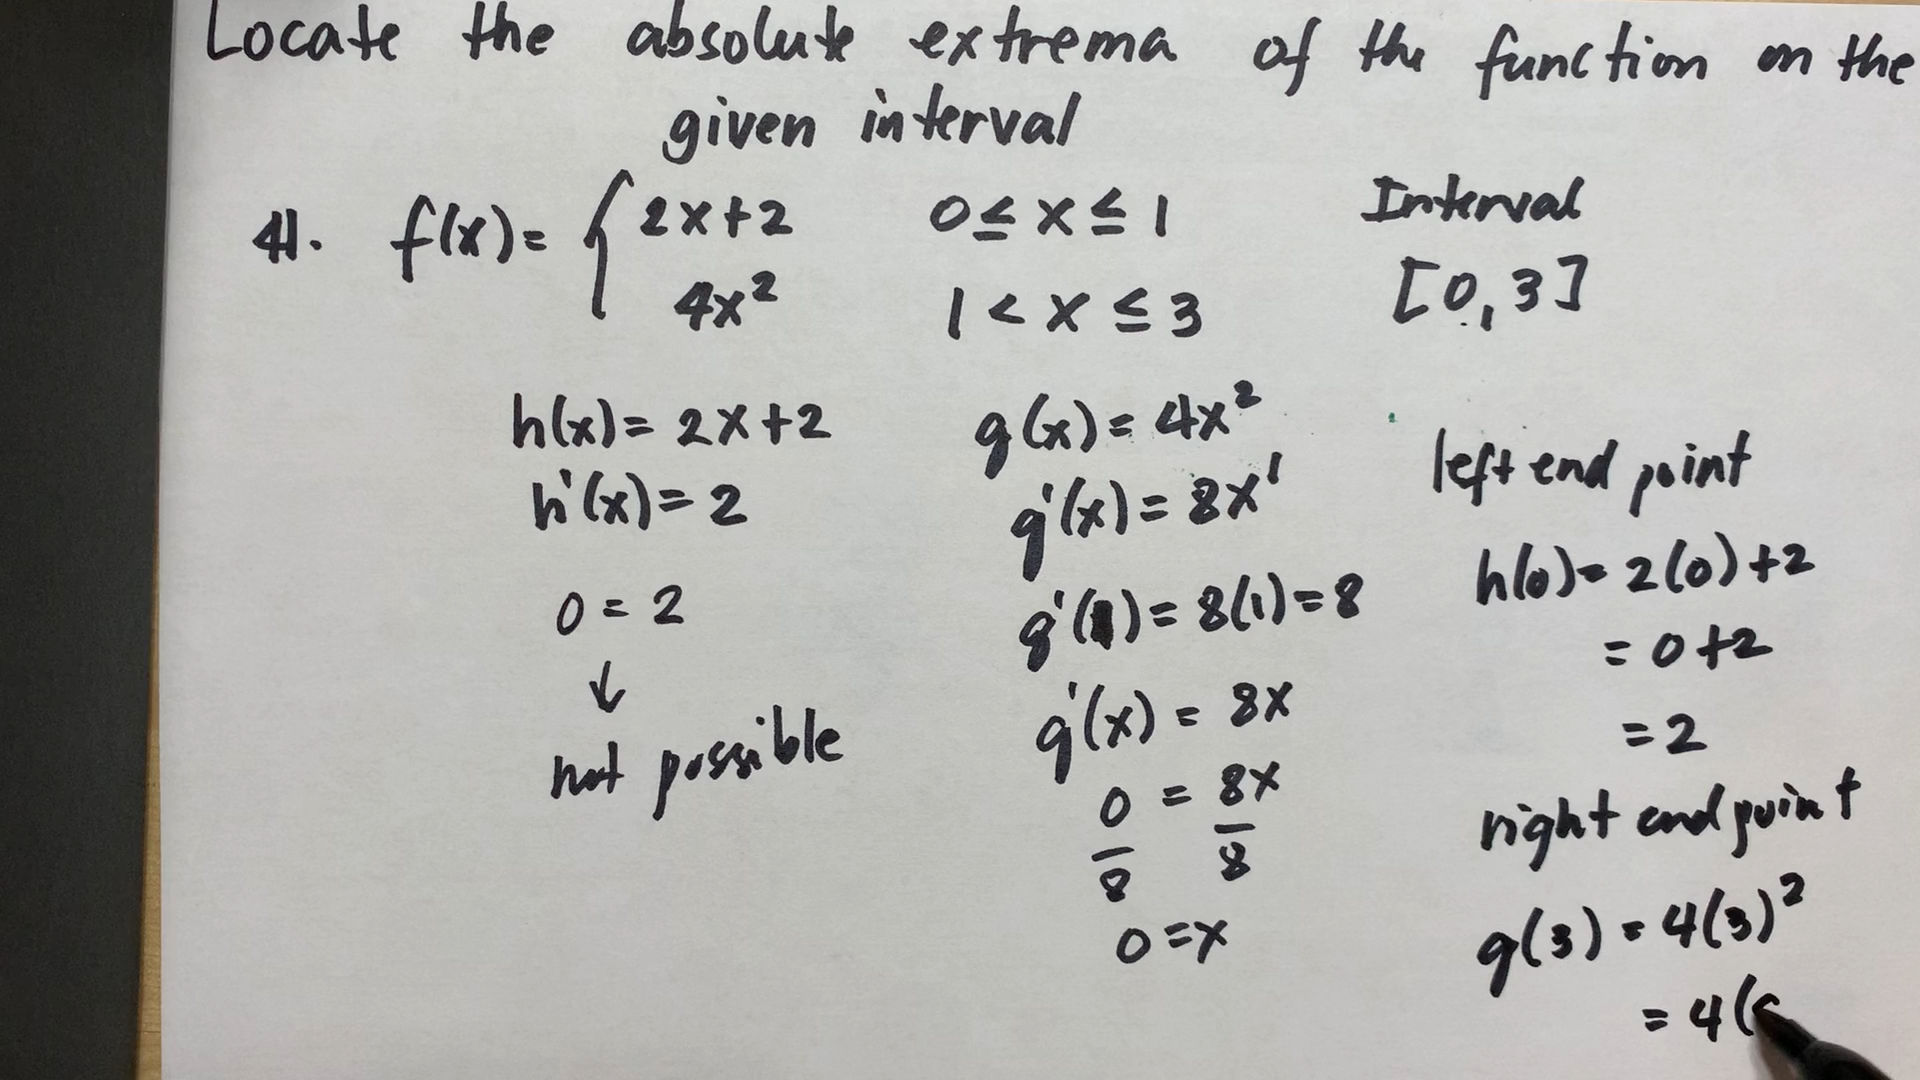 Locate the absolute extrema of the function on the
given interval
41. f(x)= { 2x+2 0≤ x ≤ 1
4x² 1 < x ≤ 3
Interval
[0,3]
h(x)= 2x+2
h'(x)= 2
0 = 2
↓
not possible
g(x)= 4x²
g'(x)= 8x¹
g'(1)= 8(1)=8
g'(x) = 8x
0 = 8x
8 8
0=x
left end point
h(0)= 2(0)+2
= 0+2
= 2
right end point
g(3) = 4(3)²
= 4(